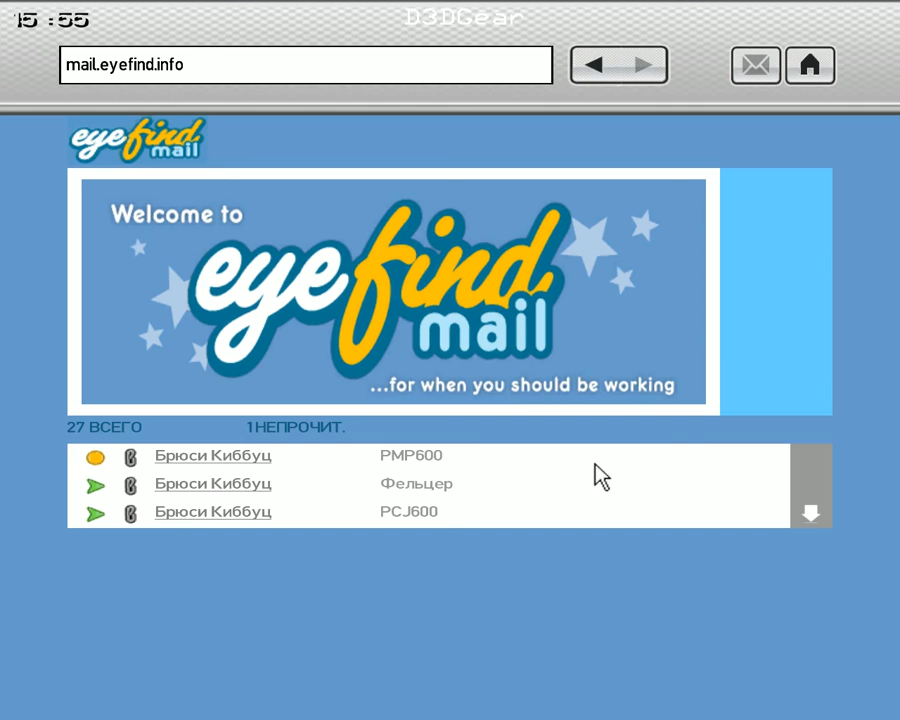 15:55
D3DGear
mail.eyefind.info
eyefind mail
Welcome to
eyefind
mail
...for when you should be working
27 ВСЕГО 1НЕПРОЧИТ.
Брюси Киббуц PMP600
Брюси Киббуц Фельцер
Брюси Киббуц PCJ600